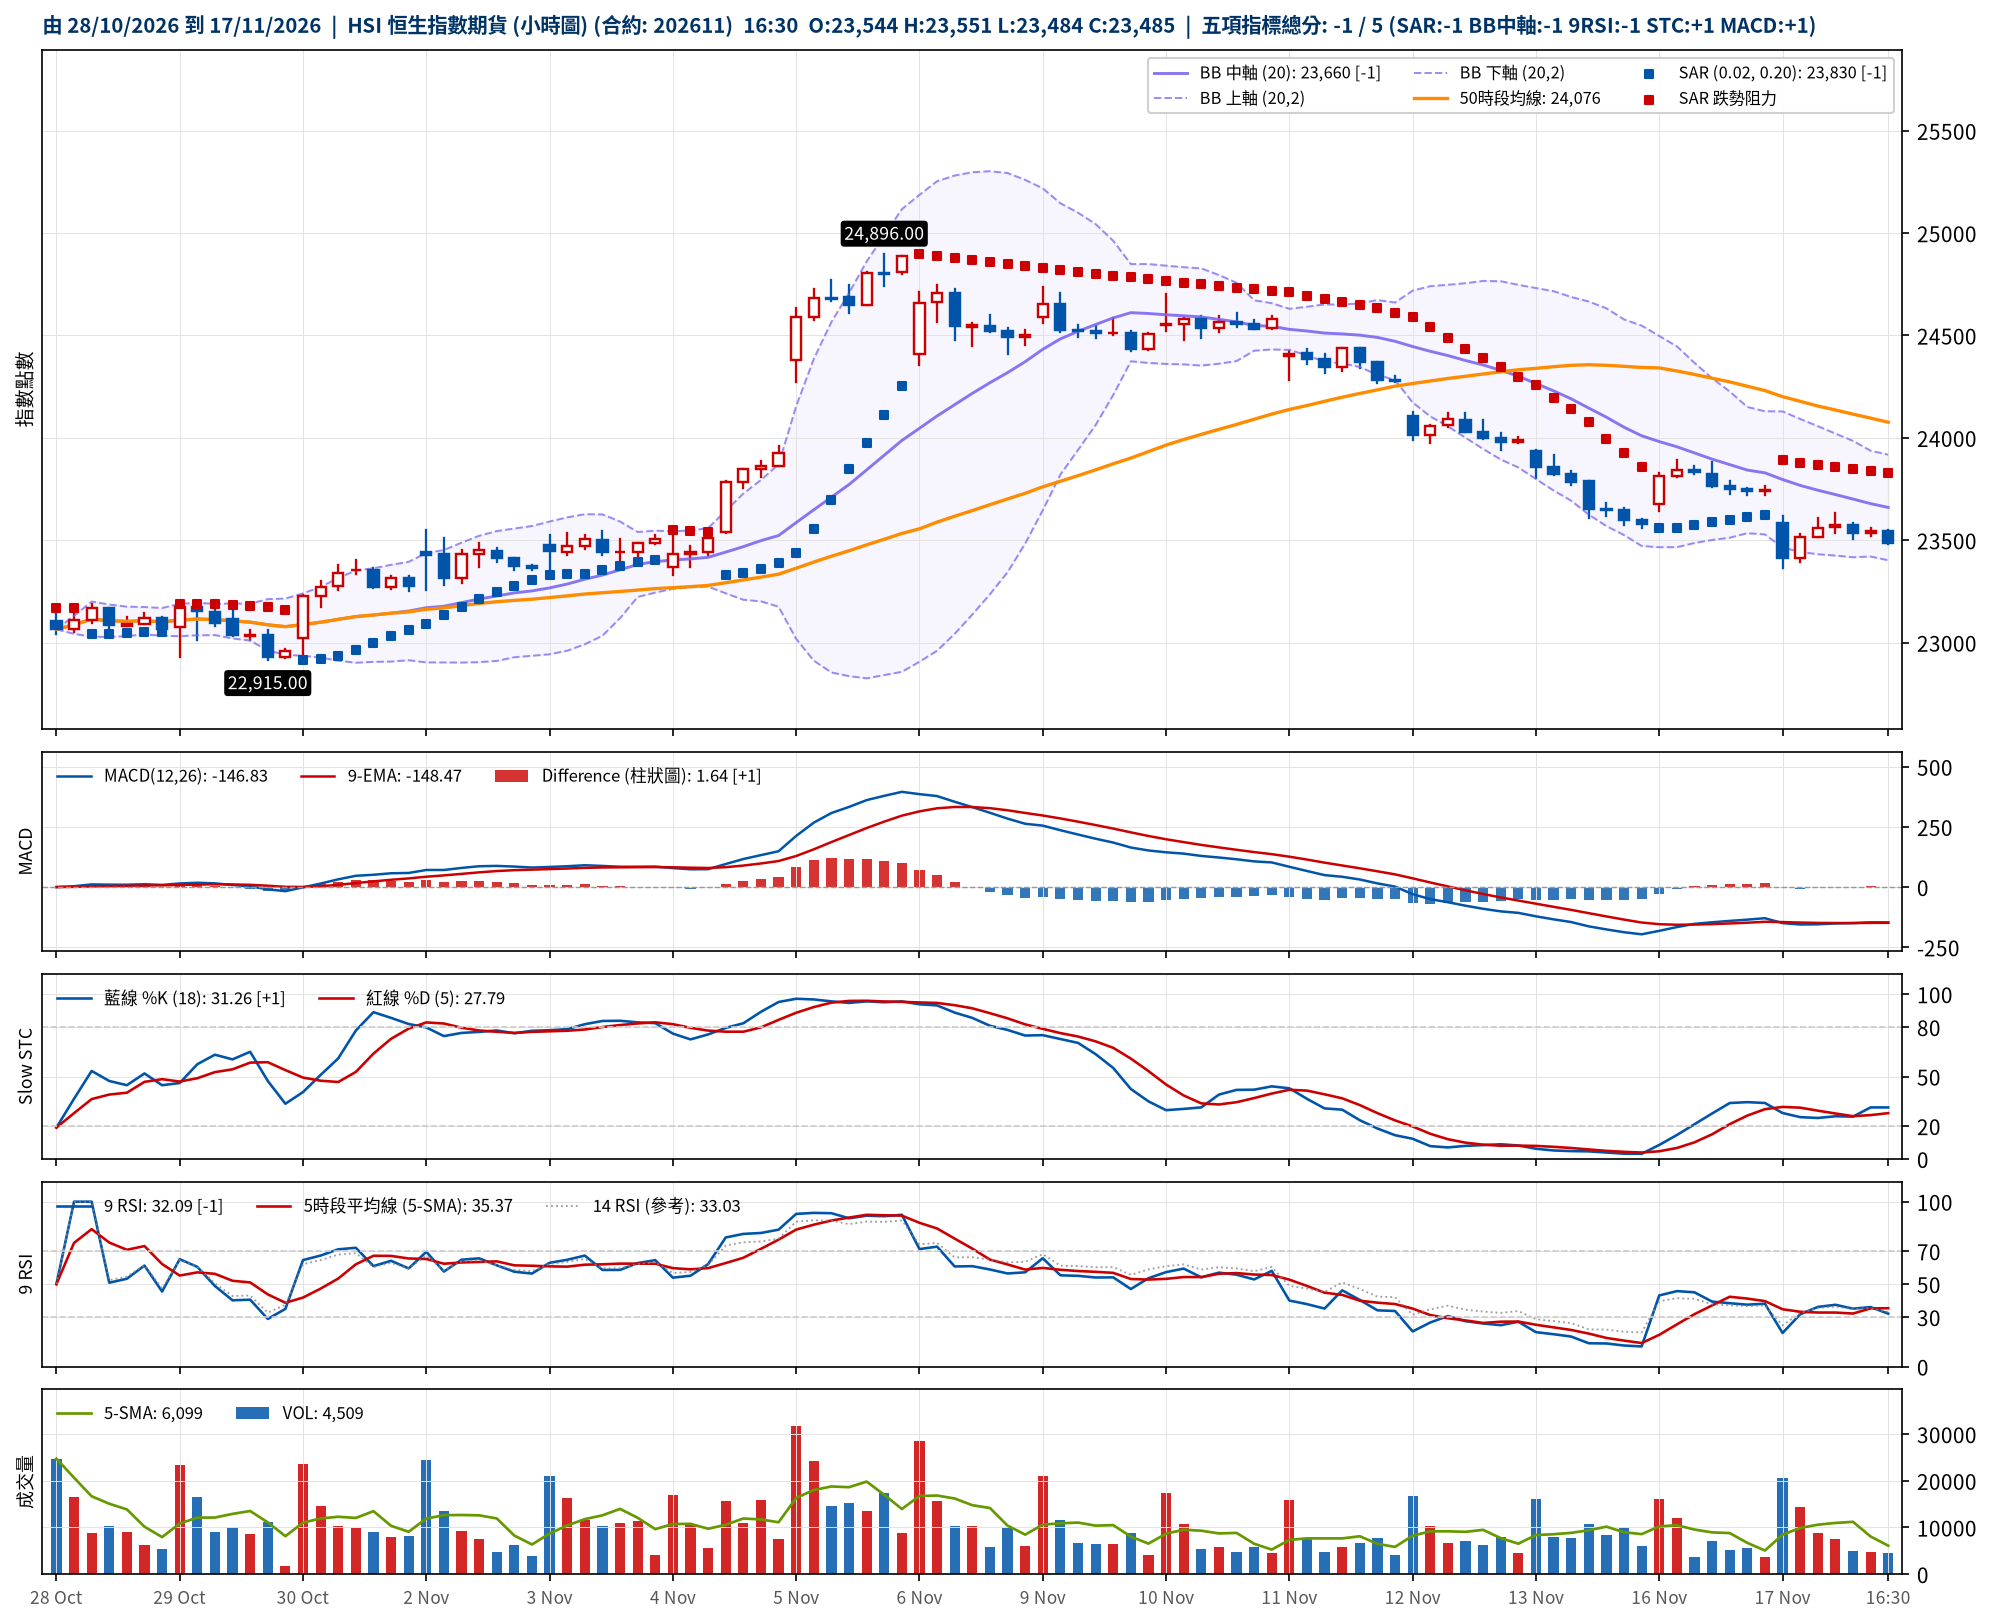 由 28/10/2026 到 17/11/2026 | HSI 恒生指數期貨 (小時圖) (合約: 202611) 16:30 O:23,544 H:23,551 L:23,484 C:23,485 | 五項指標總分: -1 / 5 (SAR:-1 BB中軸:-1 9RSI:-1 STC:+1 MACD:+1)
BB 中軸 (20): 23,660 [-1]
BB 上軸 (20,2)
BB 下軸 (20,2)
50時段均線: 24,076
SAR (0.02, 0.20): 23,830 [-1]
SAR 跌勢阻力
指數點數
25500
25000
24500
24000
23500
23000
24,896.00
22,915.00
MACD
MACD(12,26): -146.83
9-EMA: -148.47
Difference (柱狀圖): 1.64 [+1]
500
250
0
-250
Slow STC
藍線 %K (18): 31.26 [+1]
紅線 %D (5): 27.79
100
80
50
20
0
9 RSI
9 RSI: 32.09 [-1]
5時段平均線 (5-SMA): 35.37
14 RSI (參考): 33.03
100
70
50
30
0
成交量
5-SMA: 6,099
VOL: 4,509
30000
20000
10000
0
28 Oct
29 Oct
30 Oct
2 Nov
3 Nov
4 Nov
5 Nov
6 Nov
9 Nov
10 Nov
11 Nov
12 Nov
13 Nov
16 Nov
17 Nov
16:30